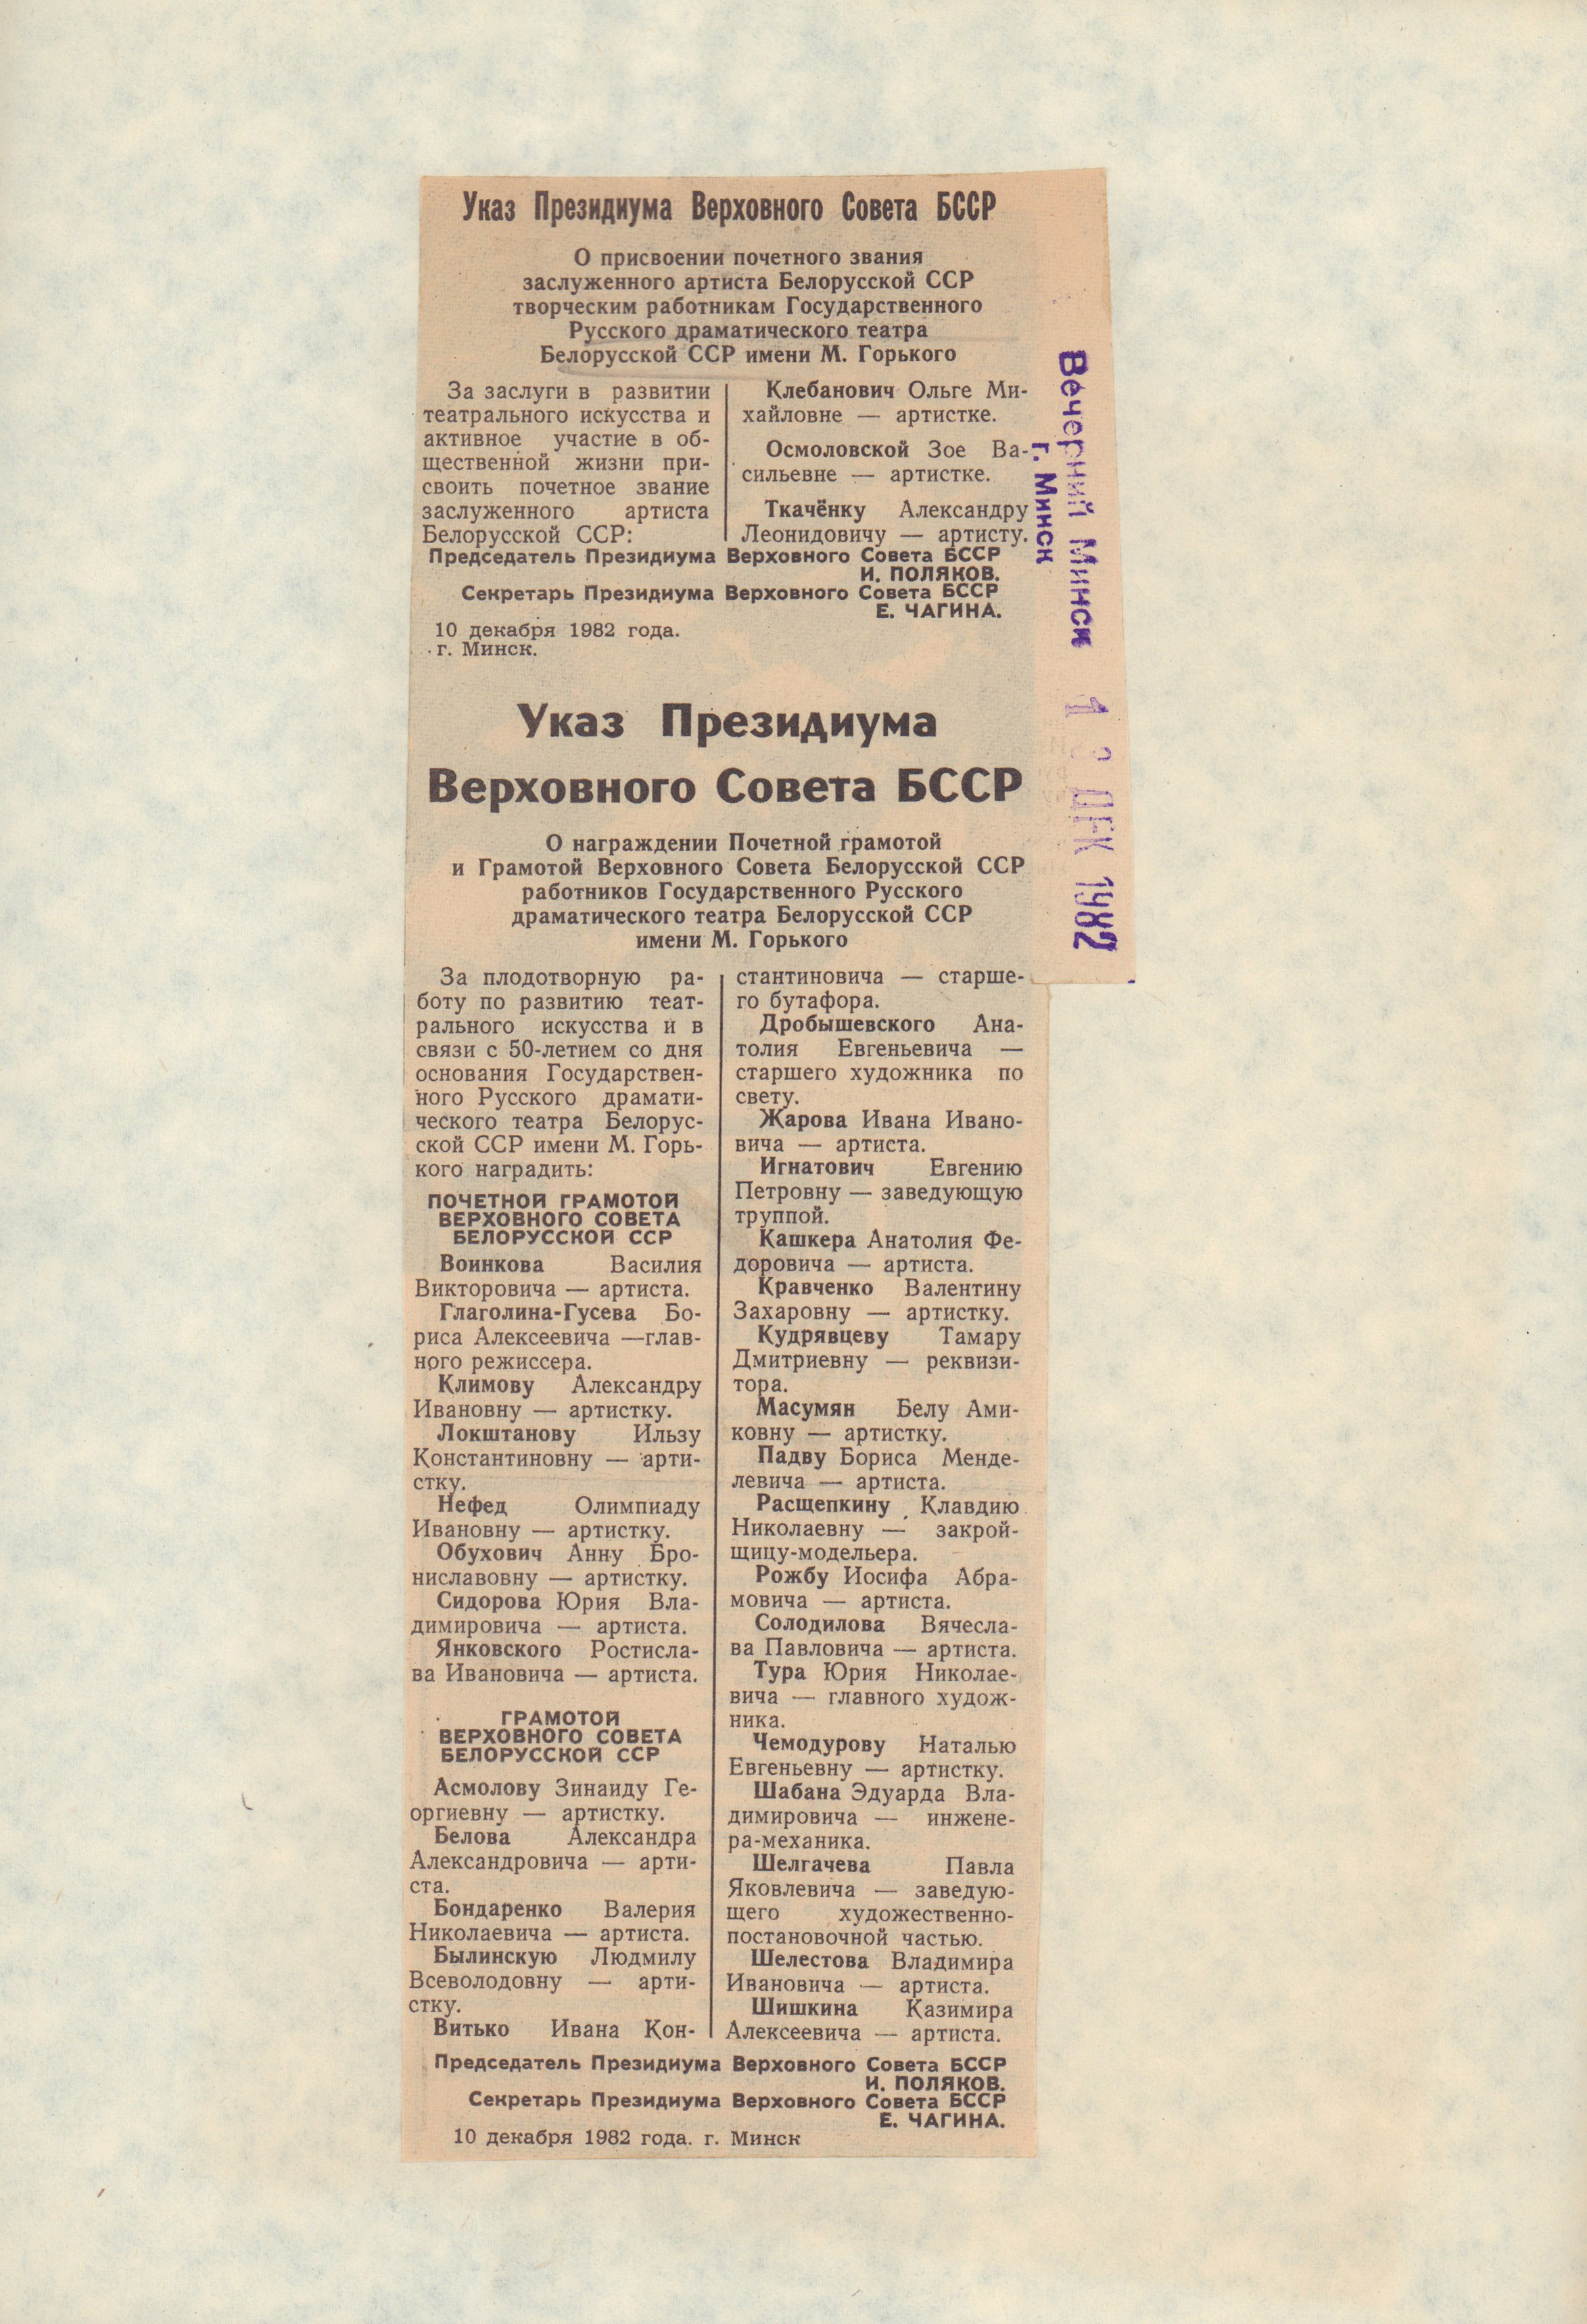 Указ Президиума Верховного Совета БССР
О присвоении почетного звания
заслуженного артиста Белорусской ССР
творческим работникам Государственного
Русского драматического театра
Белорусской ССР имени М. Горького
За заслуги в развитии
театрального искусства и
активное участие в об-
щественной жизни при-
своить почетное звание
заслуженного артиста
Белорусской ССР:
Клебанович Ольге Ми-
хайловне — артистке.
Осмоловской Зое Ва-
сильевне — артистке.
Ткачёнку Александру
Леонидовичу — артисту.
Председатель Президиума Верховного Совета БССР
И. ПОЛЯКОВ.
Секретарь Президиума Верховного Совета БССР
Е. ЧАГИНА.
10 декабря 1982 года.
г. Минск.
Указ Президиума
Верховного Совета БССР
О награждении Почетной грамотой
и Грамотой Верховного Совета Белорусской ССР
работников Государственного Русского
драматического театра Белорусской ССР
имени М. Горького
За плодотворную ра-
боту по развитию теат-
рального искусства и в
связи с 50-летием со дня
основания Государствен-
ного Русского драмати-
ческого театра Белорус-
ской ССР имени М. Горь-
кого наградить:
ПОЧЕТНОЙ ГРАМОТОЙ
ВЕРХОВНОГО СОВЕТА
БЕЛОРУССКОЙ ССР
Воинкова Василия
Викторовича — артиста.
Глаголина-Гусева Бо-
риса Алексеевича —глав-
ного режиссера.
Климову Александру
Ивановну — артистку.
Локштанову Ильзу
Константиновну — арти-
стку.
Нефед Олимпиаду
Ивановну — артистку.
Обухович Анну Бро-
ниславовну — артистку.
Сидорова Юрия Вла-
димировича — артиста.
Янковского Ростисла-
ва Ивановича — артиста.
ГРАМОТОЙ
ВЕРХОВНОГО СОВЕТА
БЕЛОРУССКОЙ ССР
Асмолову Зинаиду Ге-
оргиевну — артистку.
Белова Александра
Александровича — арти-
ста.
Бондаренко Валерия
Николаевича — артиста.
Былинскую Людмилу
Всеволодовну — арти-
стку.
Витько Ивана Кон-
стантиновича — старше-
го бутафора.
Дробышевского Ана-
толия Евгеньевича —
старшего художника по
свету.
Жарова Ивана Ивано-
вича — артиста.
Игнатович Евгению
Петровну — заведующую
труппой.
Кашкера Анатолия Фе-
доровича — артиста.
Кравченко Валентину
Захаровну — артистку.
Кудрявцеву Тамару
Дмитриевну — реквизи-
тора.
Масумян Белу Ами-
ковну — артистку.
Падву Бориса Менде-
левича — артиста.
Расщепкину Клавдию
Николаевну — закрой-
щицу-модельера.
Рожбу Иосифа Абра-
мовича — артиста.
Солодилова Вячесла-
ва Павловича — артиста.
Тура Юрия Николае-
вича — главного худож-
ника.
Чемодурову Наталью
Евгеньевну — артистку.
Шабана Эдуарда Вла-
димировича — инжене-
ра-механика.
Шелгачева Павла
Яковлевича — заведую-
щего художественно-
постановочной частью.
Шелестова Владимира
Ивановича — артиста.
Шишкина Казимира
Алексеевича — артиста.
Председатель Президиума Верховного Совета БССР
И. ПОЛЯКОВ.
Секретарь Президиума Верховного Совета БССР
Е. ЧАГИНА.
10 декабря 1982 года. г. Минск
Вечерний Минск
г. Минск
ДЕК 1982